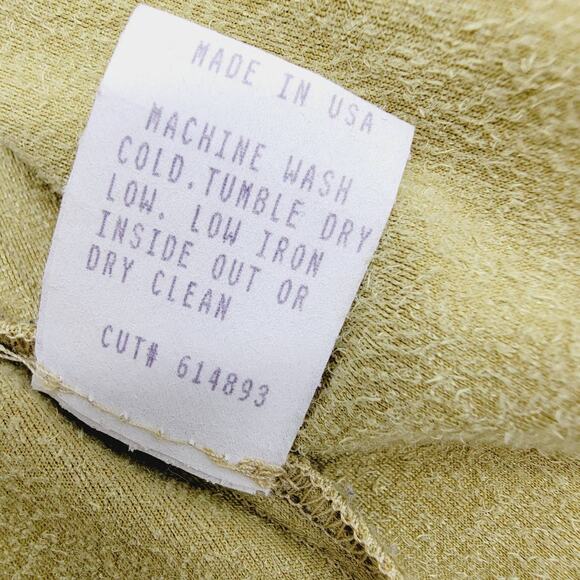 MADE IN USA
MACHINE WASH
COLD. TUMBLE DRY
LOW. LOW IRON
INSIDE OUT OR
DRY CLEAN
CUT# 614893